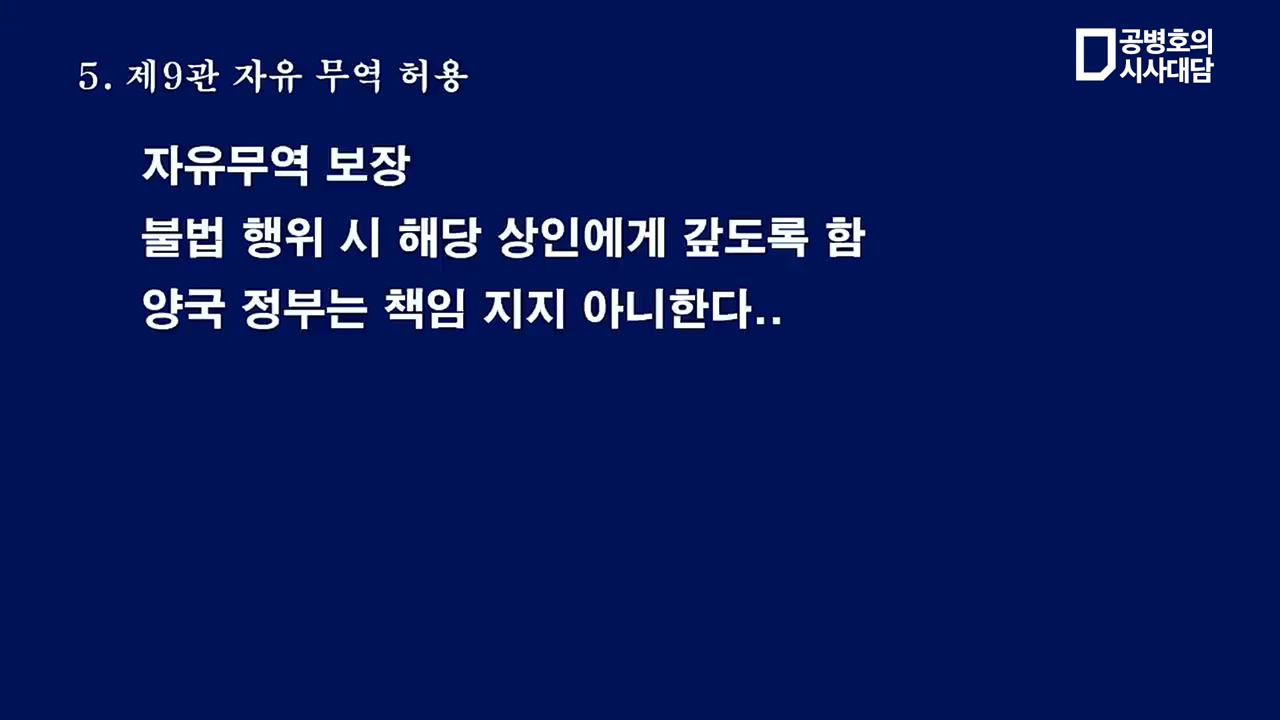 5. 제9관 자유 무역 허용
공병호의
시사대담
자유무역 보장
불법 행위 시 해당 상인에게 갚도록 함
양국 정부는 책임 지지 아니한다..